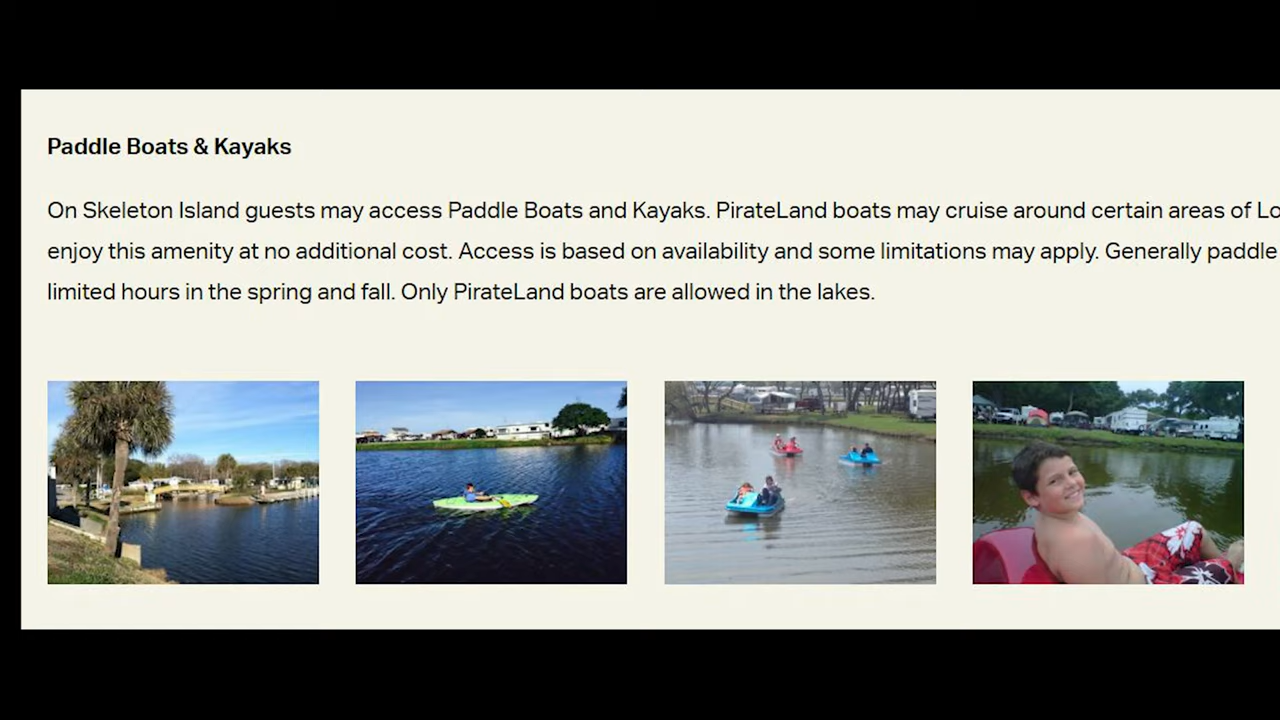 Paddle Boats & Kayaks
On Skeleton Island guests may access Paddle Boats and Kayaks. PirateLand boats may cruise around certain areas of Lo
enjoy this amenity at no additional cost. Access is based on availability and some limitations may apply. Generally paddle
limited hours in the spring and fall. Only PirateLand boats are allowed in the lakes.